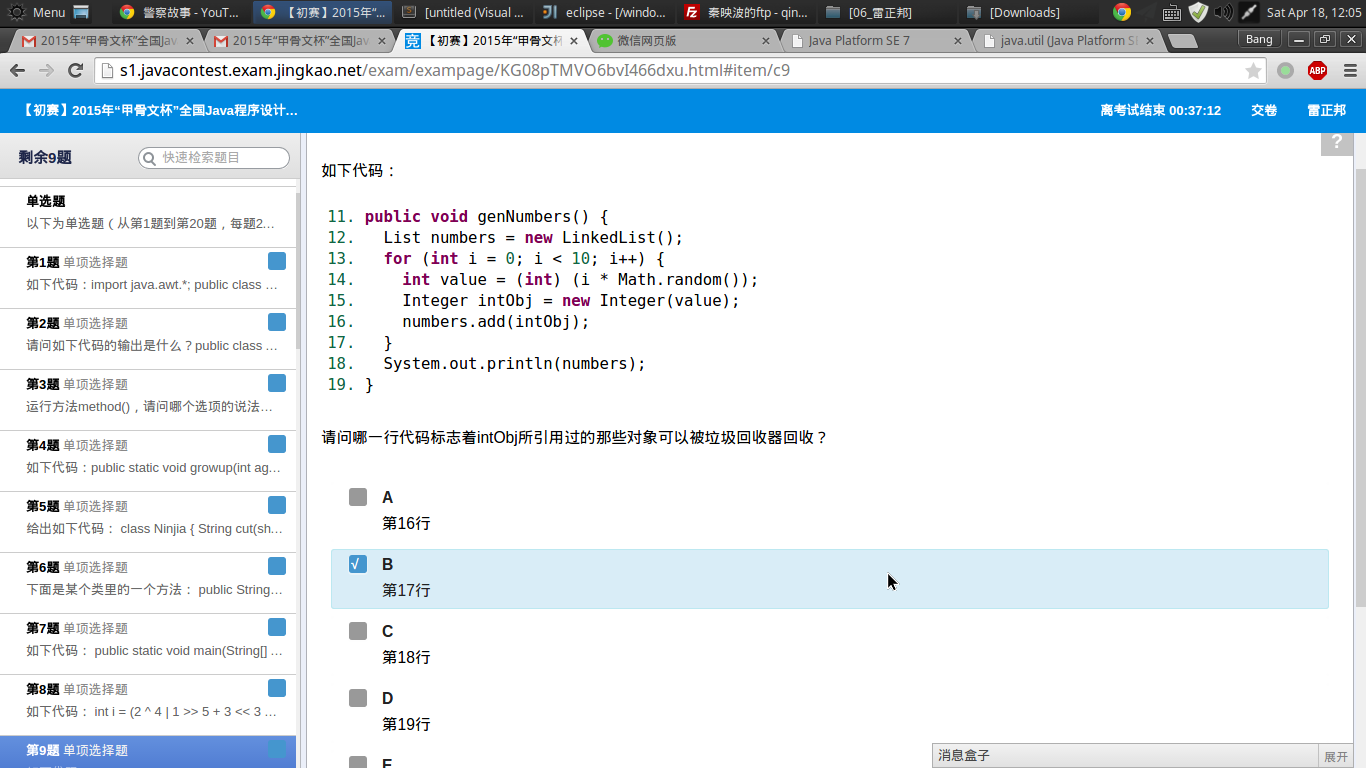 Menu
警察故事 - YouT...
【初赛】2015年“...
[untitled (Visual ...
eclipse - [/windo...
秦映波的ftp - qin...
[06_雷正邦]
[Downloads]
Sat Apr 18, 12:05
2015年“甲骨文杯”全国Jav
2015年“甲骨文杯”全国Jav
【初赛】2015年“甲骨文杯
微信网页版
Java Platform SE 7
java.util (Java Platform SE
Bang
s1.javacontest.exam.jingkao.net/exam/exampage/KG08pTMVO6bvI466dxu.html#item/c9
ABP
【初赛】2015年“甲骨文杯”全国Java程序设计…
离考试结束 00:37:12
交卷
雷正邦
剩余9题
快速检索题目
单选题
以下为单选题（从第1题到第20题，每题2…
第1题 单项选择题
如下代码：import java.awt.*; public class …
第2题 单项选择题
请问如下代码的输出是什么？public class …
第3题 单项选择题
运行方法method()，请问哪个选项的说法…
第4题 单项选择题
如下代码：public static void growup(int ag…
第5题 单项选择题
给出如下代码： class Ninjia { String cut(sh…
第6题 单项选择题
下面是某个类里的一个方法： public String…
第7题 单项选择题
如下代码： public static void main(String[] …
第8题 单项选择题
如下代码： int i = (2 ^ 4 | 1 >> 5 + 3 << 3 …
第9题 单项选择题
?
如下代码：
11. public void genNumbers() {
12. List numbers = new LinkedList();
13. for (int i = 0; i < 10; i++) {
14. int value = (int) (i * Math.random());
15. Integer intObj = new Integer(value);
16. numbers.add(intObj);
17. }
18. System.out.println(numbers);
19. }
请问哪一行代码标志着intObj所引用过的那些对象可以被垃圾回收器回收？
A
第16行
√ B
第17行
C
第18行
D
第19行
E
消息盒子
展开